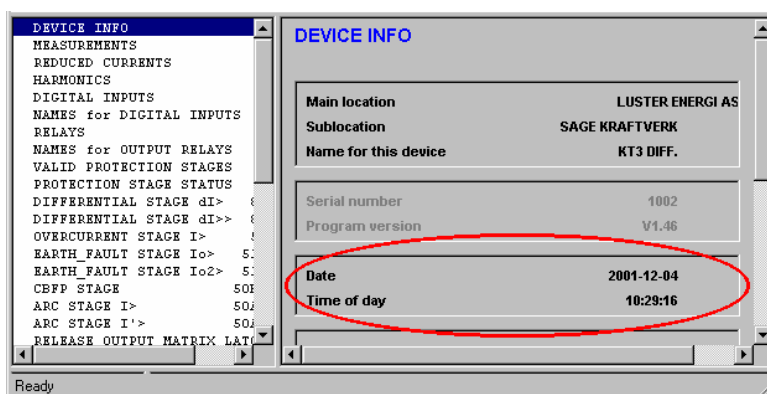 DEVICE INFO
MEASUREMENTS
REDUCED CURRENTS
HARMONICS
DIGITAL INPUTS
NAMES for DIGITAL INPUTS
RELAYS
NAMES for OUTPUT RELAYS
VALID PROTECTION STAGES
PROTECTION STAGE STATUS
DIFFERENTIAL STAGE dI>
DIFFERENTIAL STAGE dI>>
OVERCURRENT STAGE I>
EARTH_FAULT STAGE Io>
EARTH_FAULT STAGE Io2>
CBFP STAGE
ARC STAGE I>
ARC STAGE I'>
RELEASE OUTPUT MATRIX
DEVICE INFO
Main location LUSTER ENERGI AS
Sublocation SAGE KRAFTVERK
Name for this device KT3 DIFF.
Serial number 1002
Program version V1.46
Date 2001-12-04
Time of day 10:29:16
Ready